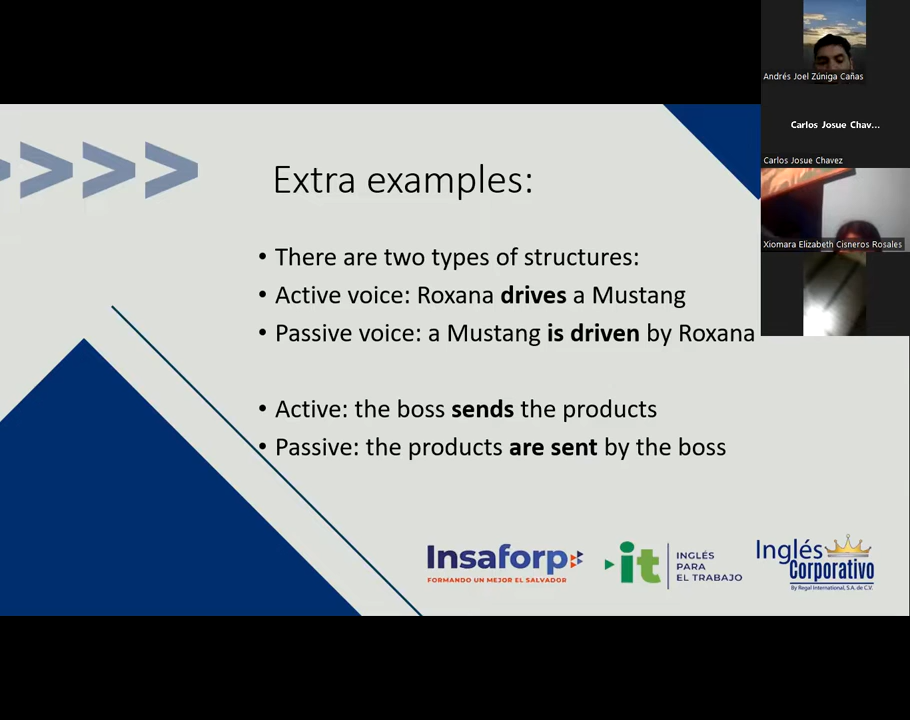 Extra examples:
• There are two types of structures:
• Active voice: Roxana drives a Mustang
• Passive voice: a Mustang is driven by Roxana
• Active: the boss sends the products
• Passive: the products are sent by the boss
Insaforp
FORMANDO UN MEJOR EL SALVADOR
it
INGLÉS
PARA
EL TRABAJO
Inglés
Corporativo
By Regal International, S.A. de C.V.
Andrés Joel Zúniga Cañas
Carlos Josue Chav...
Carlos Josue Chavez
Xiomara Elizabeth Cisneros Rosales